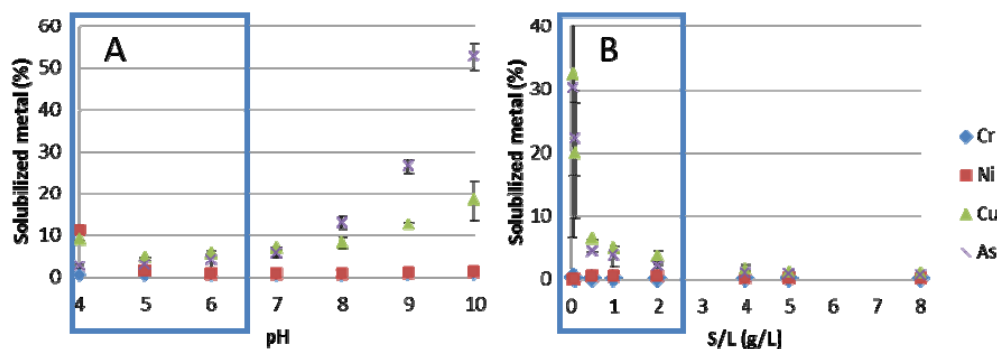 A
Solubilized metal (%)
60
50
40
30
20
10
0
4 5 6 7 8 9 10
pH
B
Solubilized metal (%)
40
30
20
10
0
0 1 2 3 4 5 6 7 8
S/L (g/L)
Cr
Ni
Cu
As